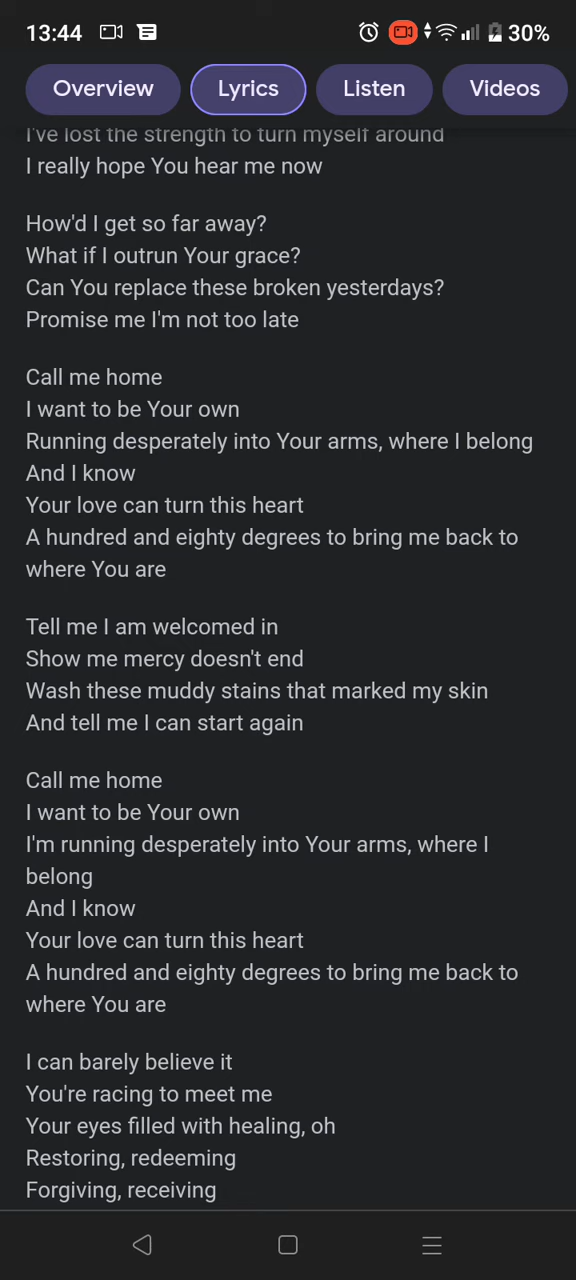 13:44
30%
Overview
Lyrics
Listen
Videos
I've lost the strength to turn myself around
I really hope You hear me now
How'd I get so far away?
What if I outrun Your grace?
Can You replace these broken yesterdays?
Promise me I'm not too late
Call me home
I want to be Your own
Running desperately into Your arms, where I belong
And I know
Your love can turn this heart
A hundred and eighty degrees to bring me back to
where You are
Tell me I am welcomed in
Show me mercy doesn't end
Wash these muddy stains that marked my skin
And tell me I can start again
Call me home
I want to be Your own
I'm running desperately into Your arms, where I
belong
And I know
Your love can turn this heart
A hundred and eighty degrees to bring me back to
where You are
I can barely believe it
You're racing to meet me
Your eyes filled with healing, oh
Restoring, redeeming
Forgiving, receiving